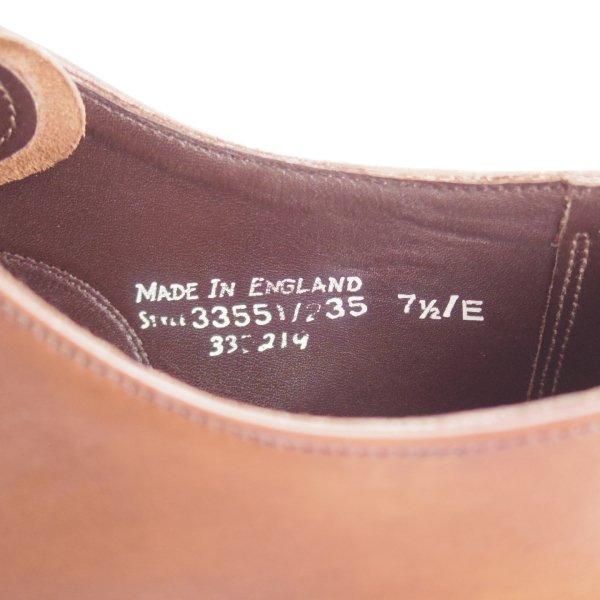 MADE IN ENGLAND
STYLE 33551/235 7½/E